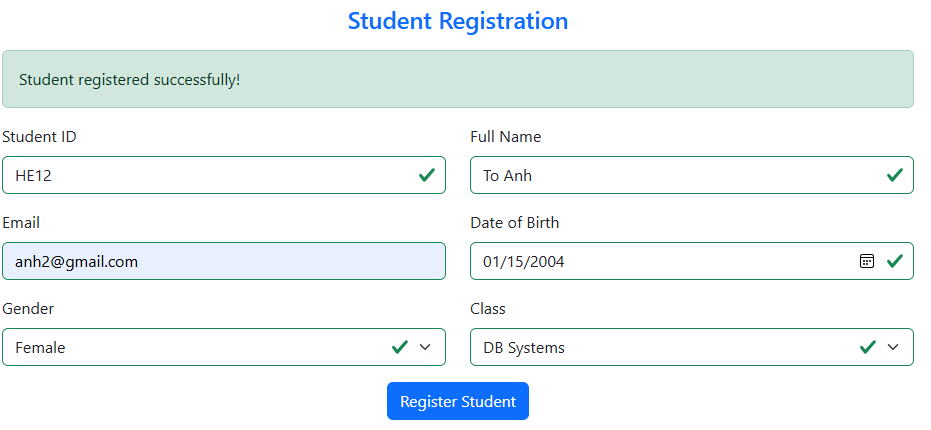 Student Registration
Student registered successfully!
Student ID
Full Name
HE12
To Anh
Email
Date of Birth
anh2@gmail.com
01/15/2004
Gender
Class
Female
DB Systems
Register Student